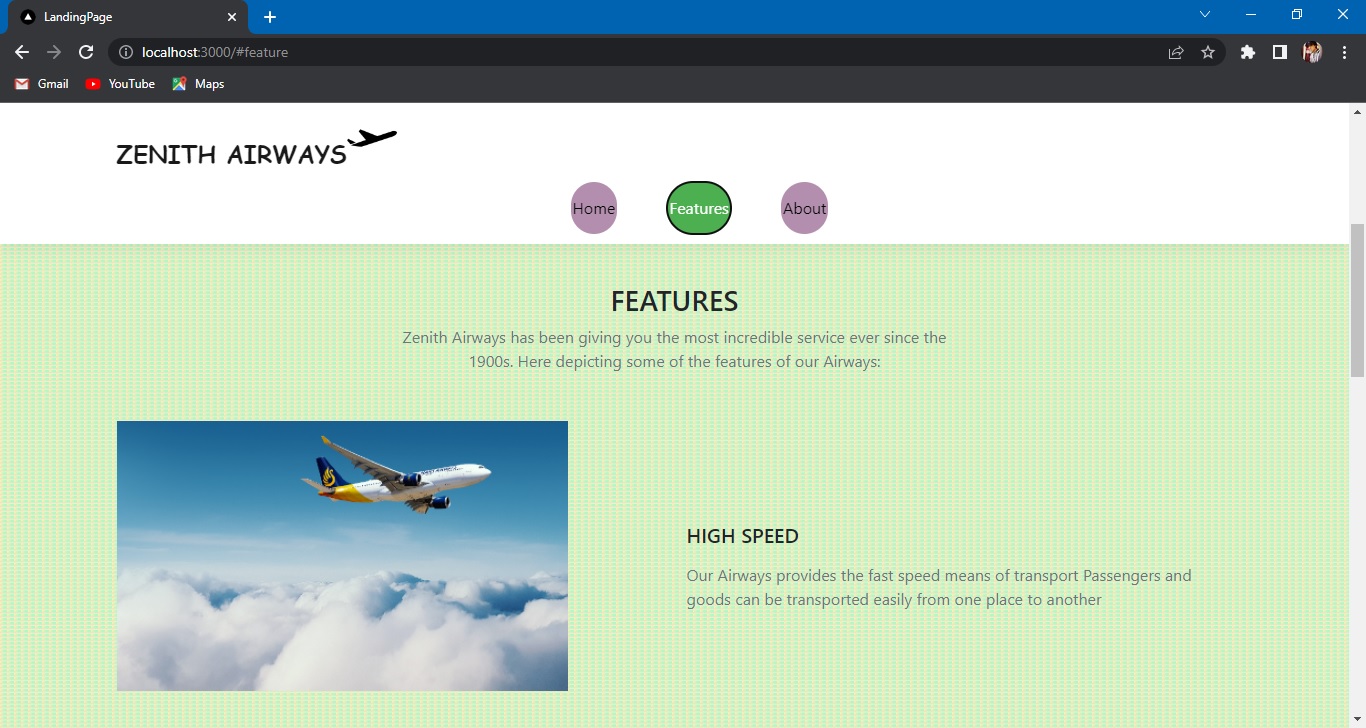 LandingPage
localhost:3000/#feature
Gmail YouTube Maps
ZENITH AIRWAYS
Home Features About
FEATURES
Zenith Airways has been giving you the most incredible service ever since the
1900s. Here depicting some of the features of our Airways:
HIGH SPEED
Our Airways provides the fast speed means of transport Passengers and
goods can be transported easily from one place to another